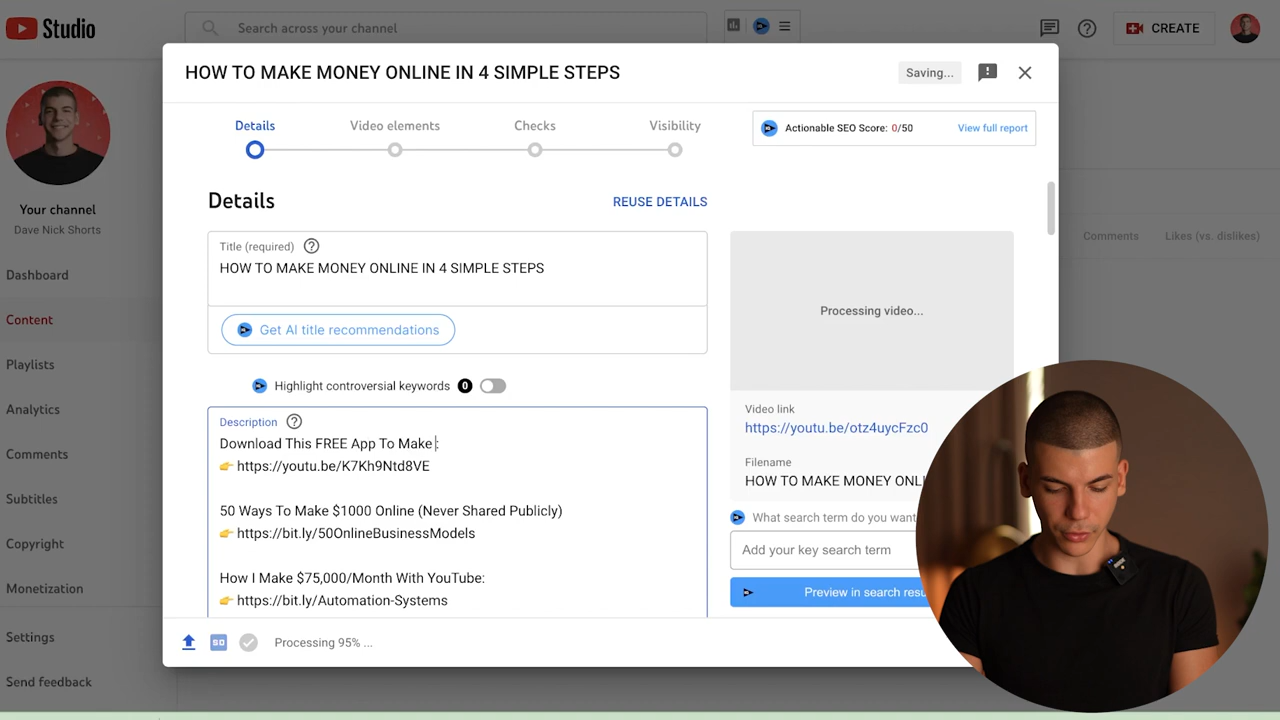 Studio
Search across your channel
CREATE
HOW TO MAKE MONEY ONLINE IN 4 SIMPLE STEPS
Saving...
Details
Video elements
Checks
Visibility
Actionable SEO Score: 0/50
View full report
Your channel
Dave Nick Shorts
Dashboard
Content
Playlists
Analytics
Comments
Subtitles
Copyright
Monetization
Settings
Send feedback
Details
REUSE DETAILS
Title (required)
HOW TO MAKE MONEY ONLINE IN 4 SIMPLE STEPS
Get AI title recommendations
Highlight controversial keywords 0
Description
Download This FREE App To Make :
👉 https://youtu.be/K7Kh9Ntd8VE
50 Ways To Make $1000 Online (Never Shared Publicly)
👉 https://bit.ly/50OnlineBusinessModels
How I Make $75,000/Month With YouTube:
👉 https://bit.ly/Automation-Systems
Processing video...
Video link
https://youtu.be/otz4uycFzc0
Filename
HOW TO MAKE MONEY ONL
What search term do you want
Add your key search term
Preview in search resu
Comments
Likes (vs. dislikes)
SD
Processing 95% ...